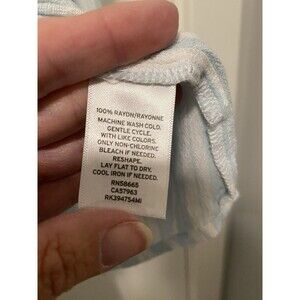 100% RAYON/RAYONNE
MACHINE WASH COLD.
GENTLE CYCLE.
WITH LIKE COLORS.
ONLY NON-CHLORINE
BLEACH IF NEEDED.
RESHAPE.
LAY FLAT TO DRY.
COOL IRON IF NEEDED.
RN58665
CA57963
RK394754MI